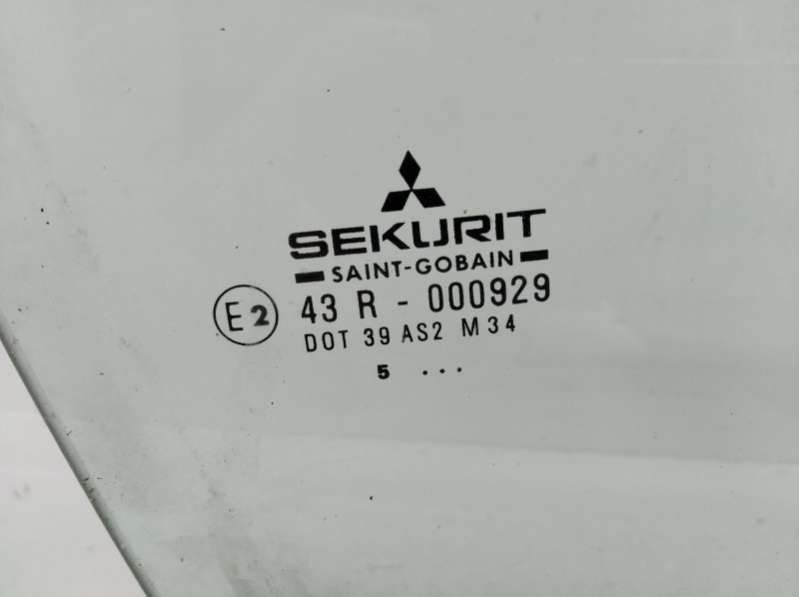 SEKURIT
SAINT-GOBAIN
E2 43 R - 000929
DOT 39 AS2 M34
5 ...